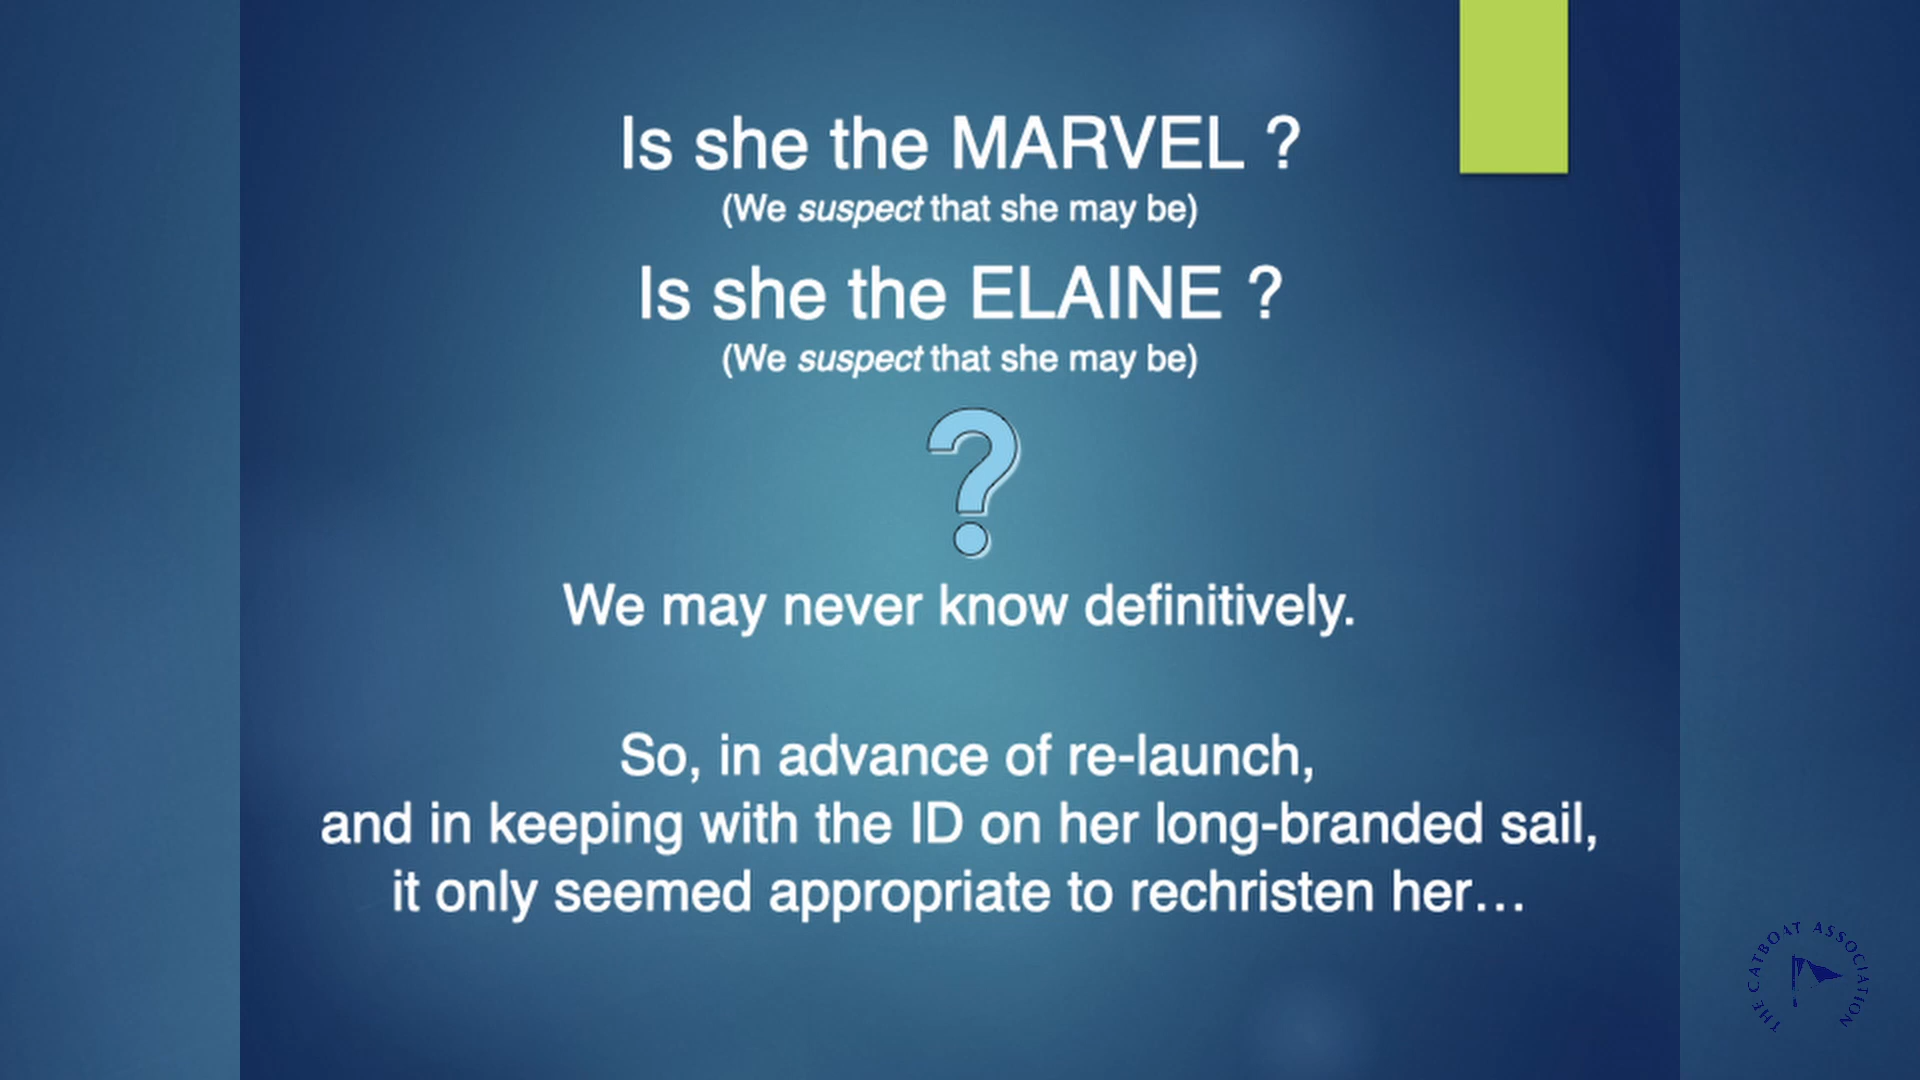 Is she the MARVEL ?
(We suspect that she may be)
Is she the ELAINE ?
(We suspect that she may be)
?
We may never know definitively.
So, in advance of re-launch,
and in keeping with the ID on her long-branded sail,
it only seemed appropriate to rechristen her…
THE CATBOAT ASSOCIATION